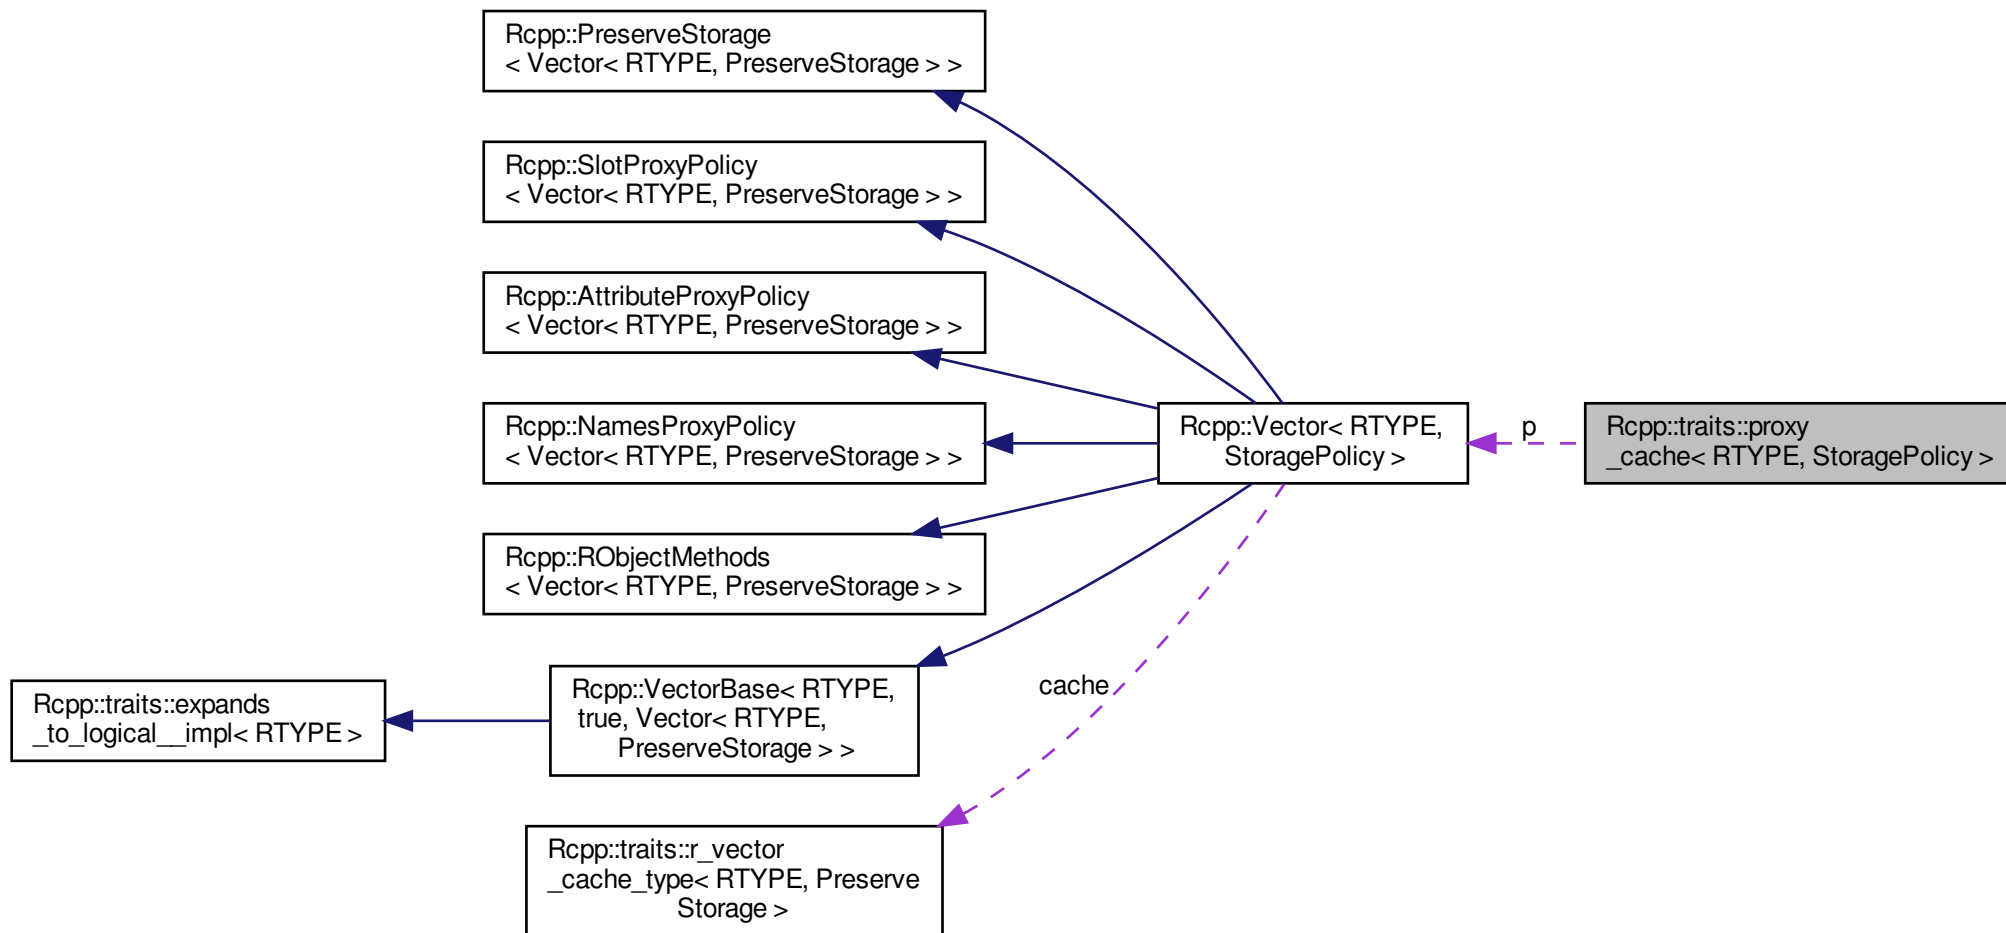 Rcpp::PreserveStorage
< Vector< RTYPE, PreserveStorage > >
Rcpp::SlotProxyPolicy
< Vector< RTYPE, PreserveStorage > >
Rcpp::AttributeProxyPolicy
< Vector< RTYPE, PreserveStorage > >
Rcpp::NamesProxyPolicy
< Vector< RTYPE, PreserveStorage > >
Rcpp::Vector< RTYPE,
StoragePolicy >
p
Rcpp::traits::proxy
_cache< RTYPE, StoragePolicy >
Rcpp::RObjectMethods
< Vector< RTYPE, PreserveStorage > >
Rcpp::traits::expands
_to_logical__impl< RTYPE >
Rcpp::VectorBase< RTYPE,
true, Vector< RTYPE,
PreserveStorage > >
cache
Rcpp::traits::r_vector
_cache_type< RTYPE, Preserve
Storage >